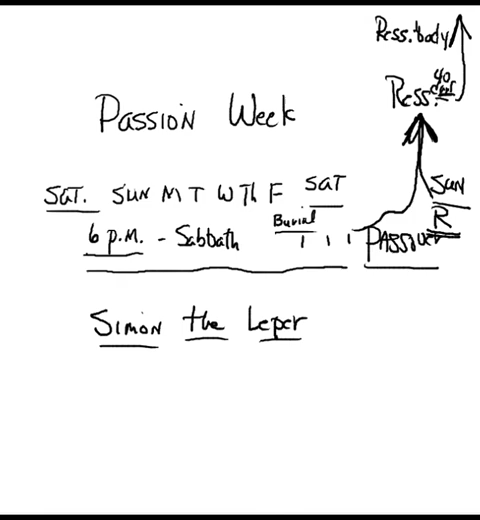 Ress. body
40 days
Ress.
Passion Week
SAT. SUN M T W Th F SAT
SUN
R
Burial
6 p.m. - Sabbath
PASSOVER
Simon the Leper